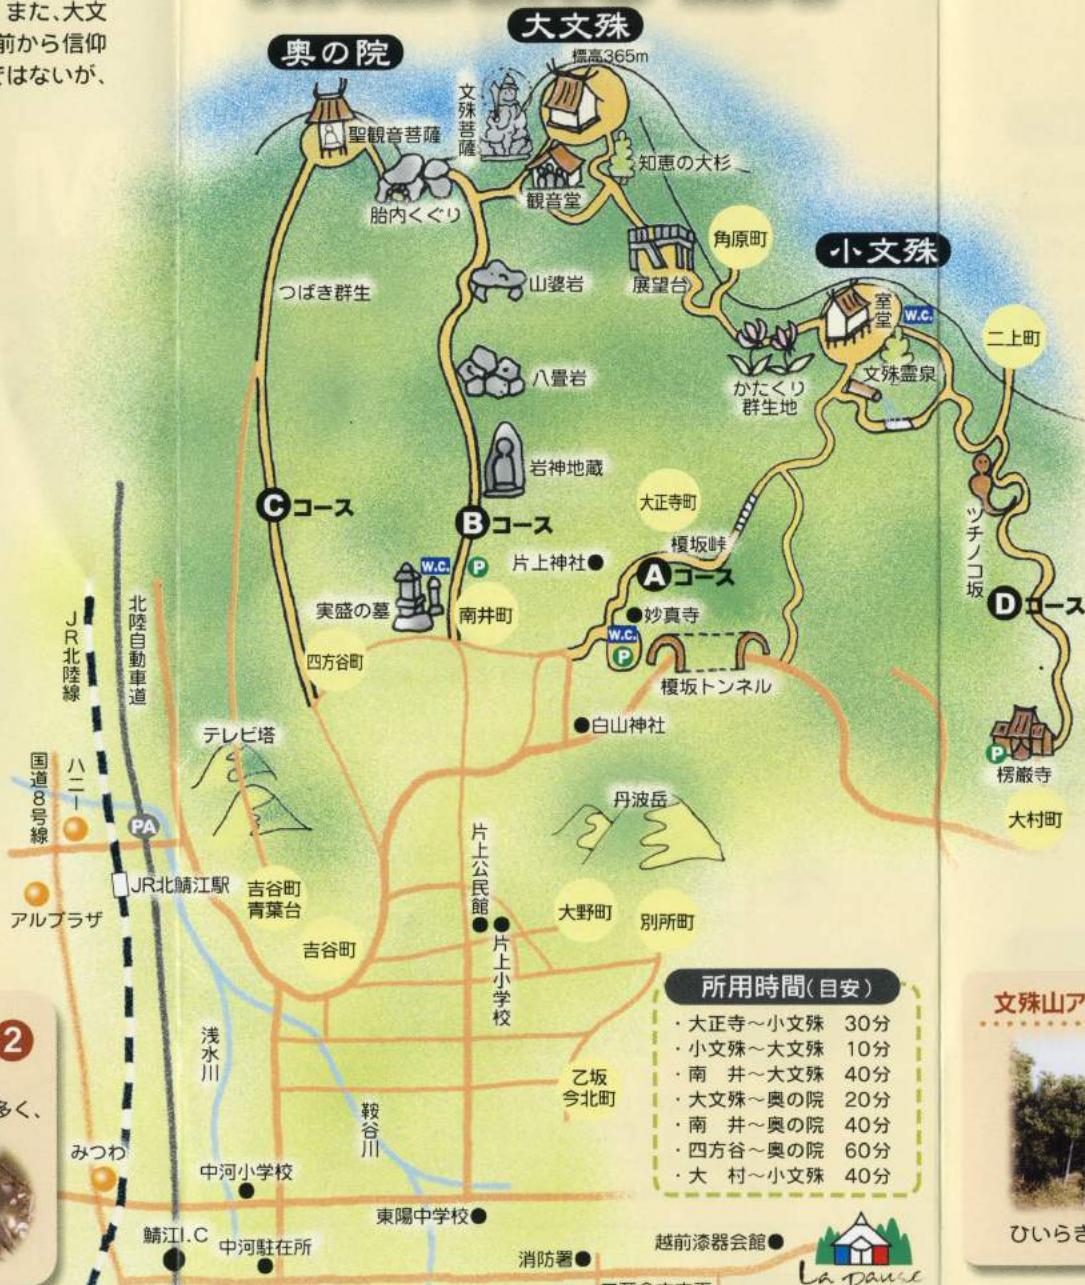 また、大文
前から信仰
ではないが、
奥の院
大文殊
標高365m
文殊菩薩
聖観音菩薩
胎内くぐり
観音堂
知恵の大杉
角原町
展望台
小文殊
室堂
W.C.
二上町
文殊霊泉
かたくり
群生地
つばき群生
山婆岩
八畳岩
岩神地蔵
大正寺町
榎坂峠
ツチノコ坂
Cコース
Bコース
片上神社
Aコース
Dコース
W.C.
P
実盛の墓
南井町
妙真寺
W.C.
P
四方谷町
榎坂トンネル
白山神社
JR北陸線
北陸自動車道
テレビ塔
P
楞厳寺
大村町
国道8号線
ハニー
PA
丹波岳
JR北鯖江駅
アルプラザ
吉谷町
青葉台
吉谷町
片上公民館
片上小学校
大野町
別所町
所用時間(目安)
・大正寺~小文殊 30分
・小文殊~大文殊 10分
・南 井~大文殊 40分
・大文殊~奥の院 20分
・南 井~奥の院 40分
・四方谷~奥の院 60分
・大 村~小文殊 40分
文殊山ア
ひいらぎ
2
多く、
浅水川
鞍谷川
乙坂
今北町
みつわ
中河小学校
東陽中学校
鯖江I.C
中河駐在所
消防署
越前漆器会館
La pause